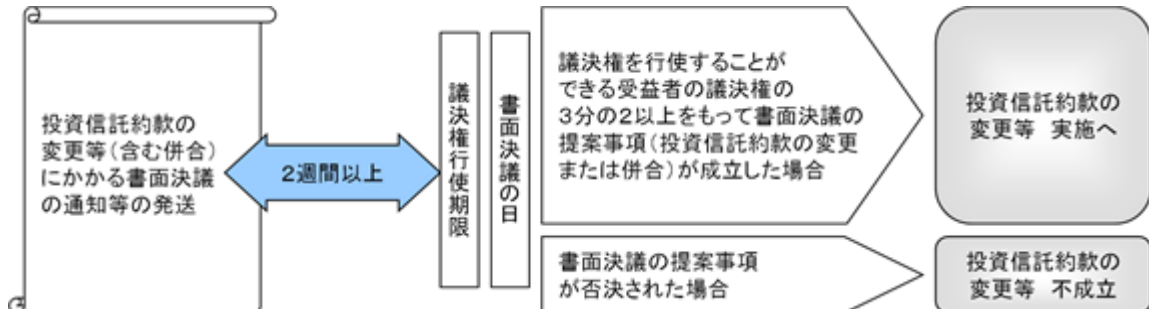 投資信託約款の
変更等(含む併合)
にかかる書面決議
の通知等の発送
2週間以上
議決権行使期限
書面決議の日
議決権を行使することが
できる受益者の議決権の
3分の2以上をもって書面決議の
提案事項(投資信託約款の変更
または併合)が成立した場合
投資信託約款の
変更等 実施へ
書面決議の提案事項
が否決された場合
投資信託約款の
変更等 不成立